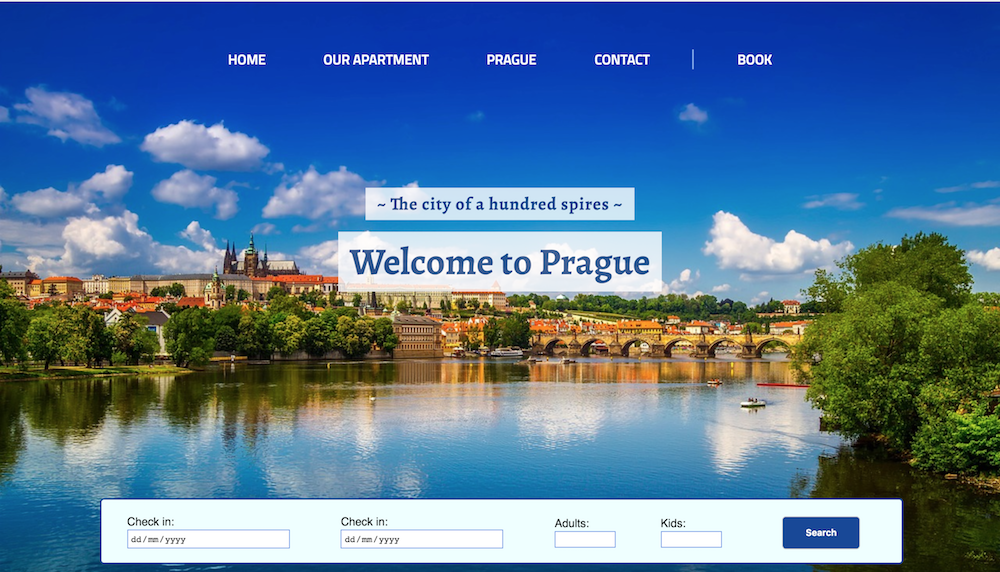 HOME OUR APARTMENT PRAGUE CONTACT BOOK
~ The city of a hundred spires ~
Welcome to Prague
Check in: Check in: Adults: Kids:
dd/mm/yyyy dd/mm/yyyy Search